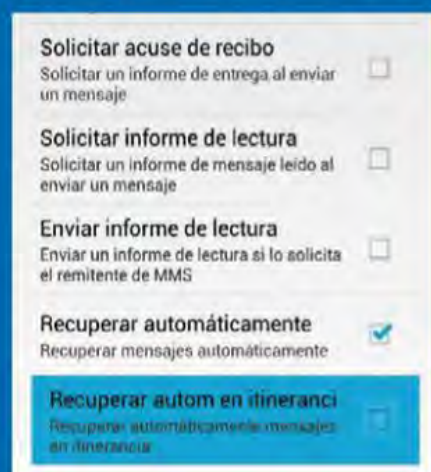 Solicitar acuse de recibo
Solicitar un informe de entrega al enviar
un mensaje
Solicitar informe de lectura
Solicitar un informe de mensaje leído al
enviar un mensaje
Enviar informe de lectura
Enviar un informe de lectura si lo solicita
el remitente de MMS
Recuperar automáticamente
Recuperar mensajes automáticamente
Recuperar autom en itineranci
Recuperar automáticamente mensajes
en itinerancia